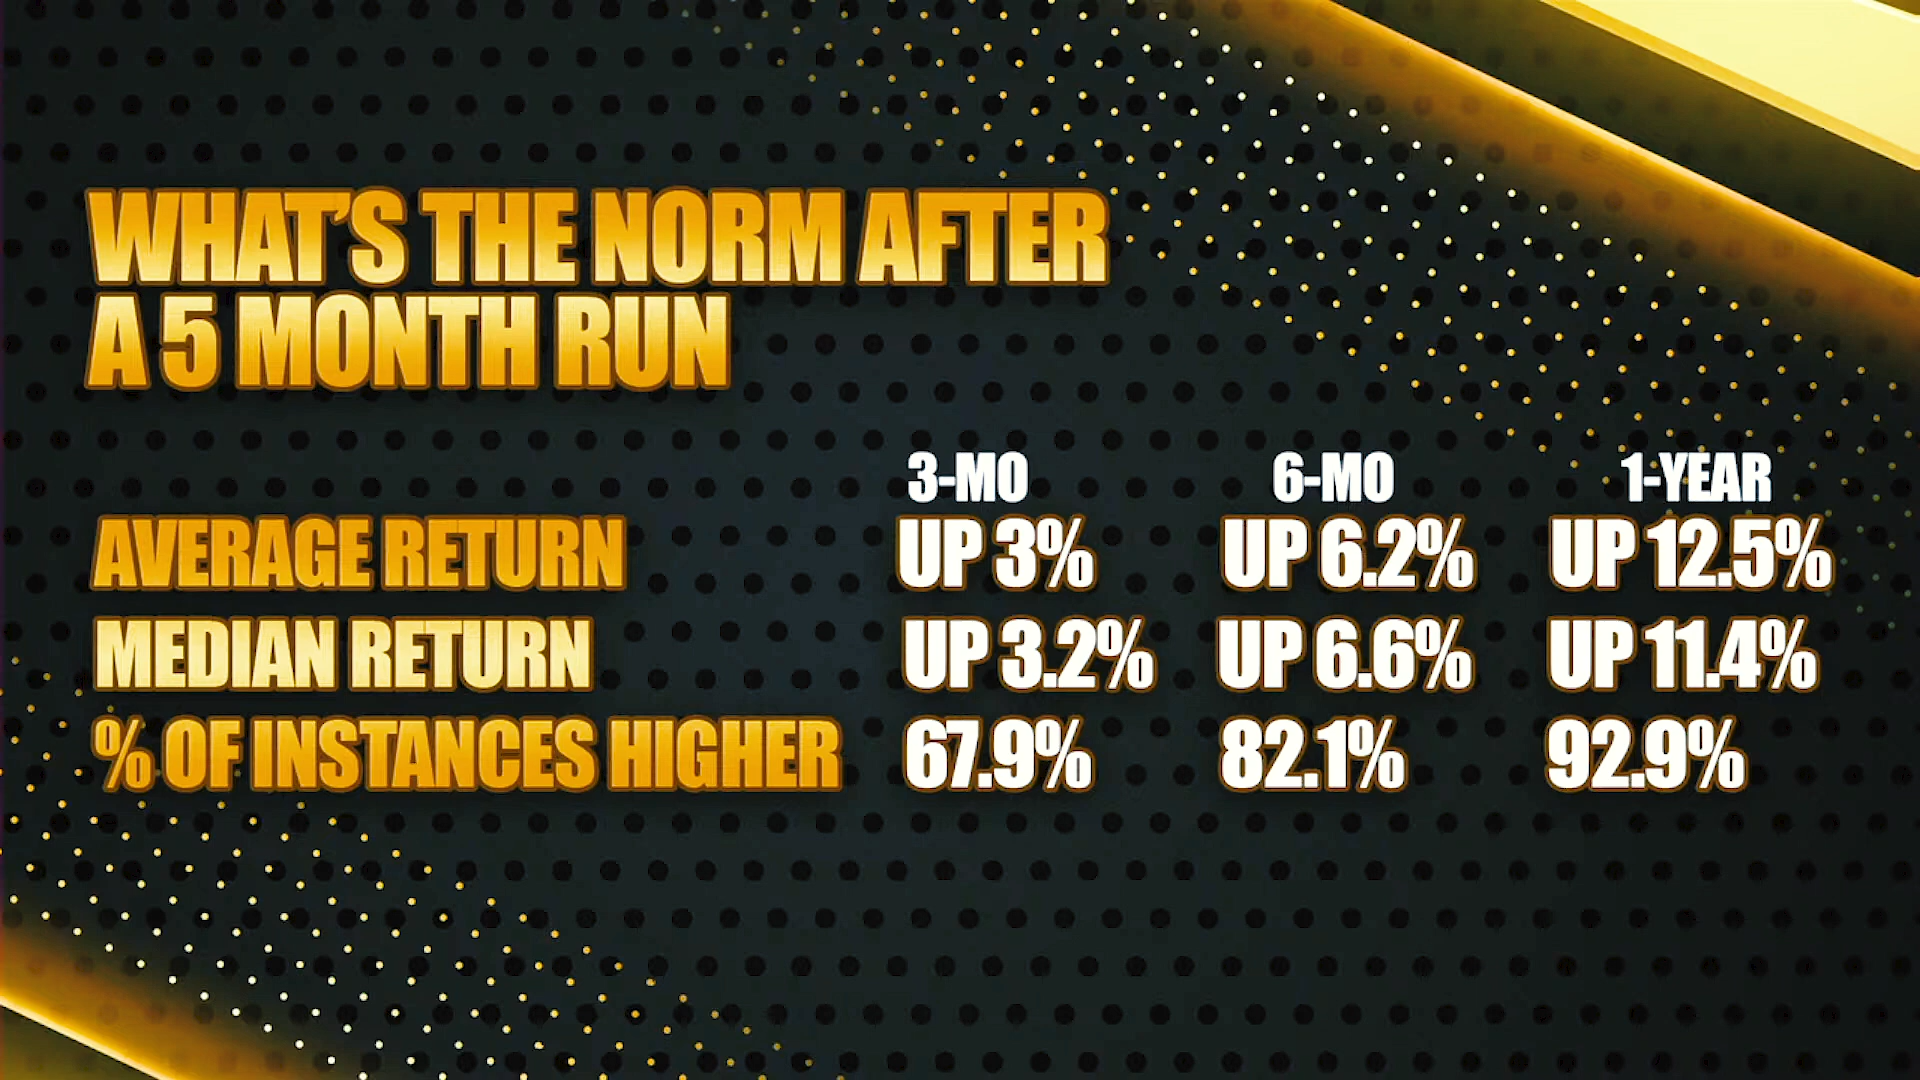 WHAT'S THE NORM AFTER
A 5 MONTH RUN
3-MO 6-MO 1-YEAR
AVERAGE RETURN UP 3% UP 6.2% UP 12.5%
MEDIAN RETURN UP 3.2% UP 6.6% UP 11.4%
% OF INSTANCES HIGHER 67.9% 82.1% 92.9%